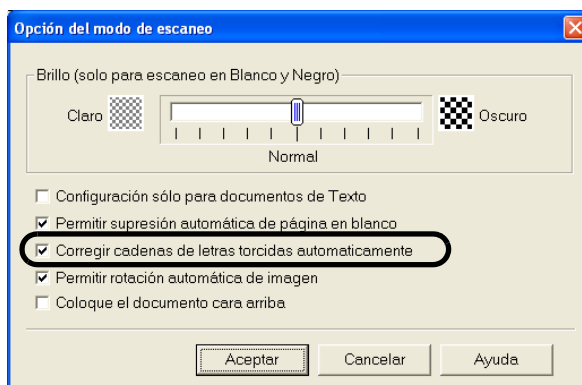 Opción del modo de escaneo
Brillo (solo para escaneo en Blanco y Negro)
Claro
Oscuro
Normal
Configuración sólo para documentos de Texto
Permitir supresión automática de página en blanco
Corregir cadenas de letras torcidas automaticamente
Permitir rotación automática de imagen
Coloque el documento cara arriba
Aceptar
Cancelar
Ayuda